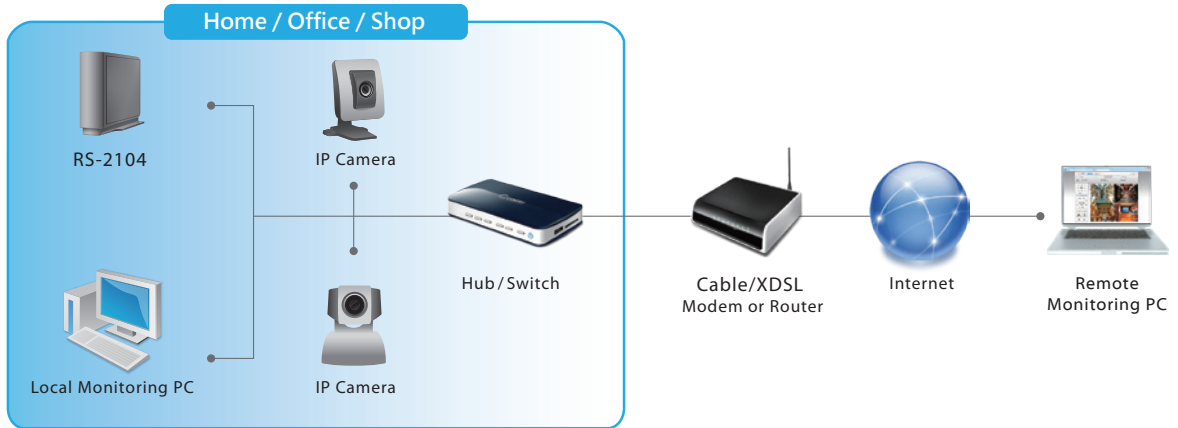 Home / Office / Shop
RS-2104
IP Camera
Hub / Switch
Cable/XDSL
Modem or Router
Internet
Remote
Monitoring PC
Local Monitoring PC
IP Camera